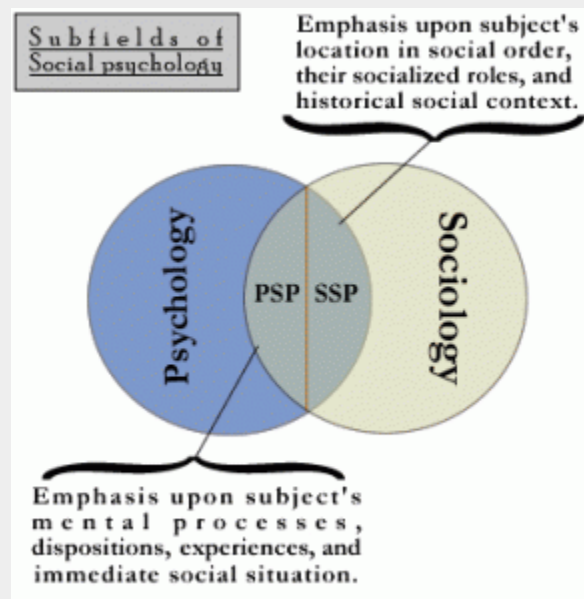 Subfields of
Social psychology
Emphasis upon subject's
location in social order,
their socialized roles, and
historical social context.
Psychology
PSP
SSP
Sociology
Emphasis upon subject's
mental processes,
dispositions, experiences, and
immediate social situation.